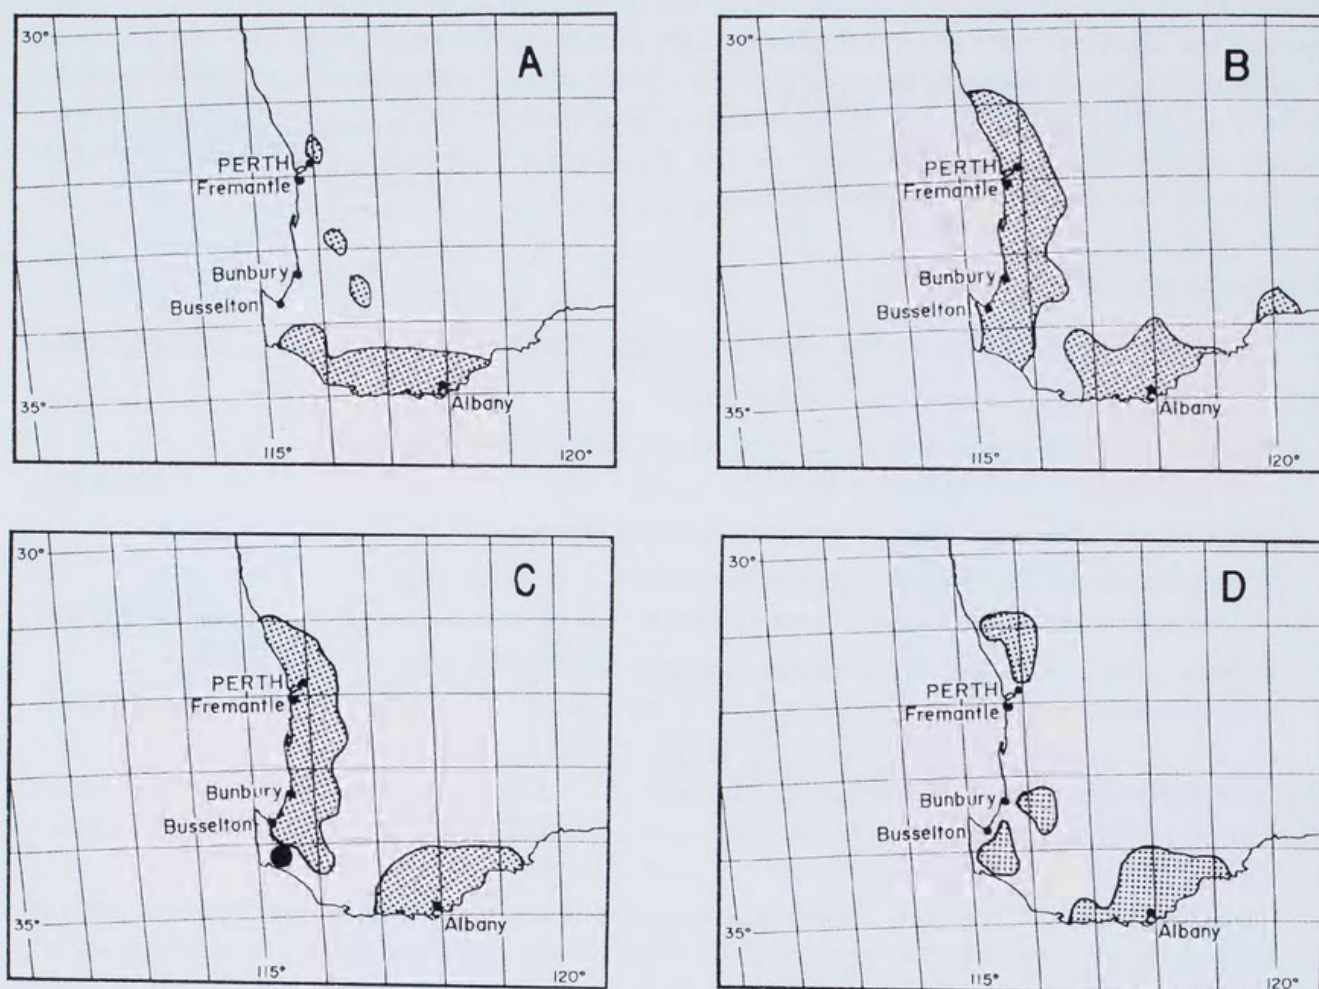 30°
A
PERTH
Fremantle
Bunbury
Busselton
35°
Albany
115°
120°
30°
B
PERTH
Fremantle
Bunbury
Busselton
35°
Albany
115°
120°
30°
C
PERTH
Fremantle
Bunbury
Busselton
35°
Albany
115°
120°
30°
D
PERTH
Fremantle
Bunbury
Busselton
35°
Albany
115°
120°